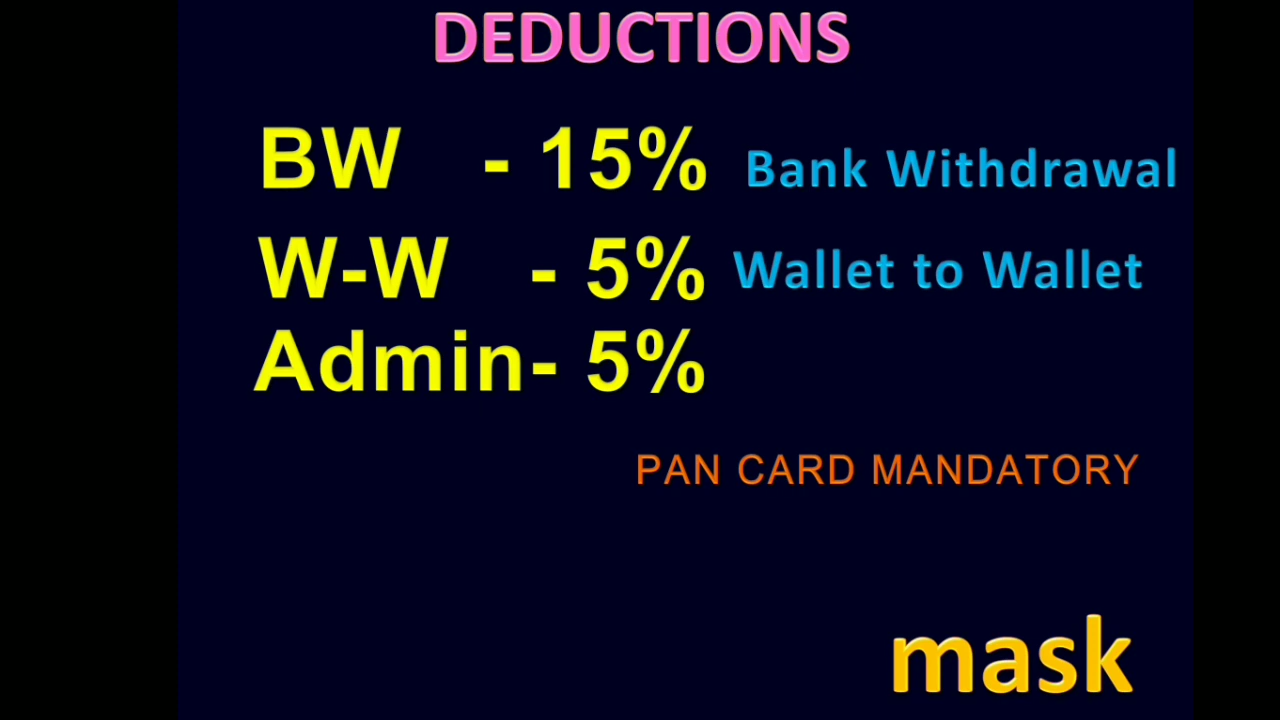 DEDUCTIONS
BW - 15% Bank Withdrawal
W-W - 5% Wallet to Wallet
Admin- 5%
PAN CARD MANDATORY
mask